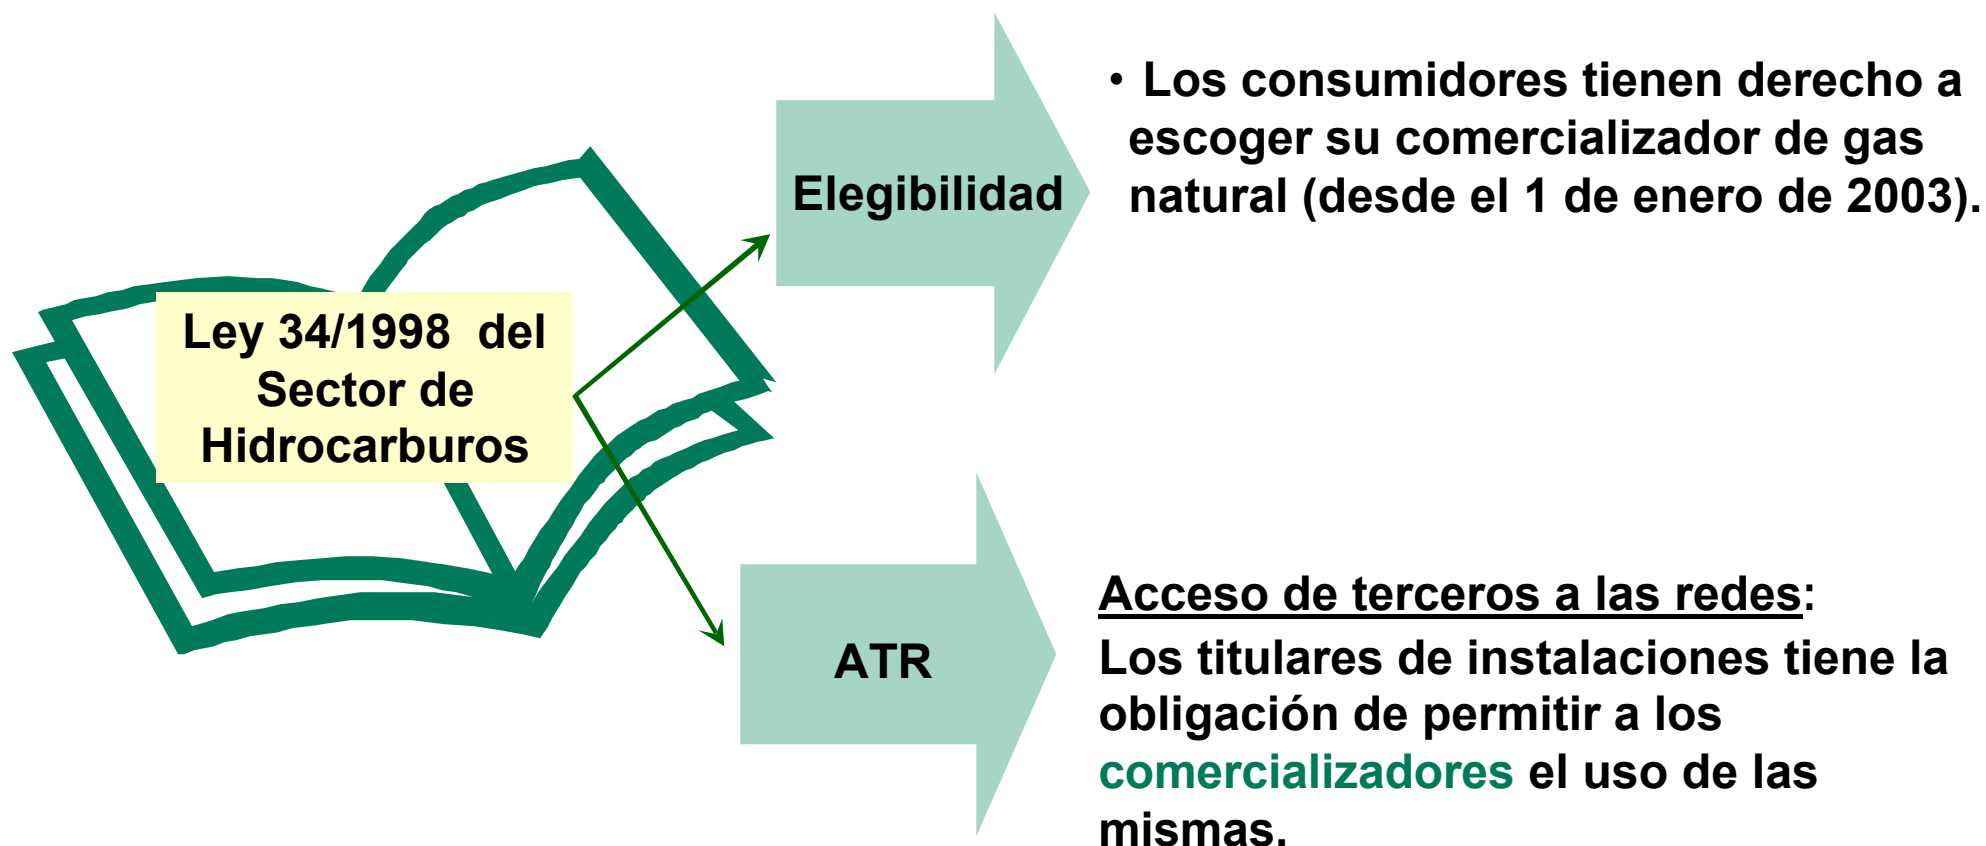 Ley 34/1998 del
Sector de
Hidrocarburos
Elegibilidad
• Los consumidores tienen derecho a
escoger su comercializador de gas
natural (desde el 1 de enero de 2003).
ATR
Acceso de terceros a las redes:
Los titulares de instalaciones tiene la
obligación de permitir a los
comercializadores el uso de las
mismas.